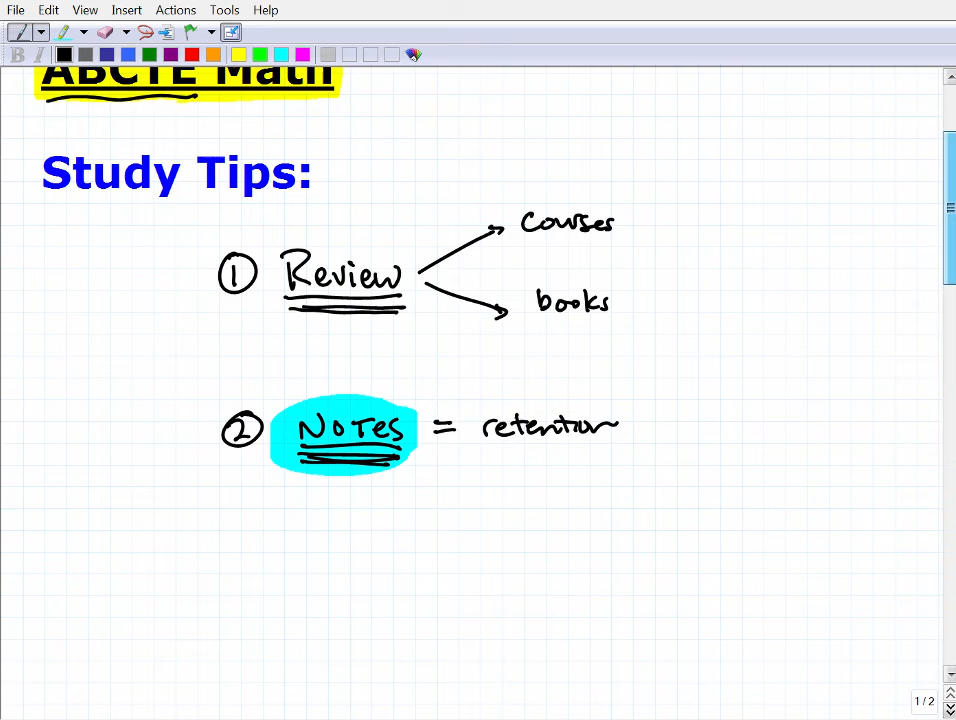 File Edit View Insert Actions Tools Help
B I
ABCTE Math
Study Tips:
courses
1 Review
books
2 Notes = retention
1 / 2